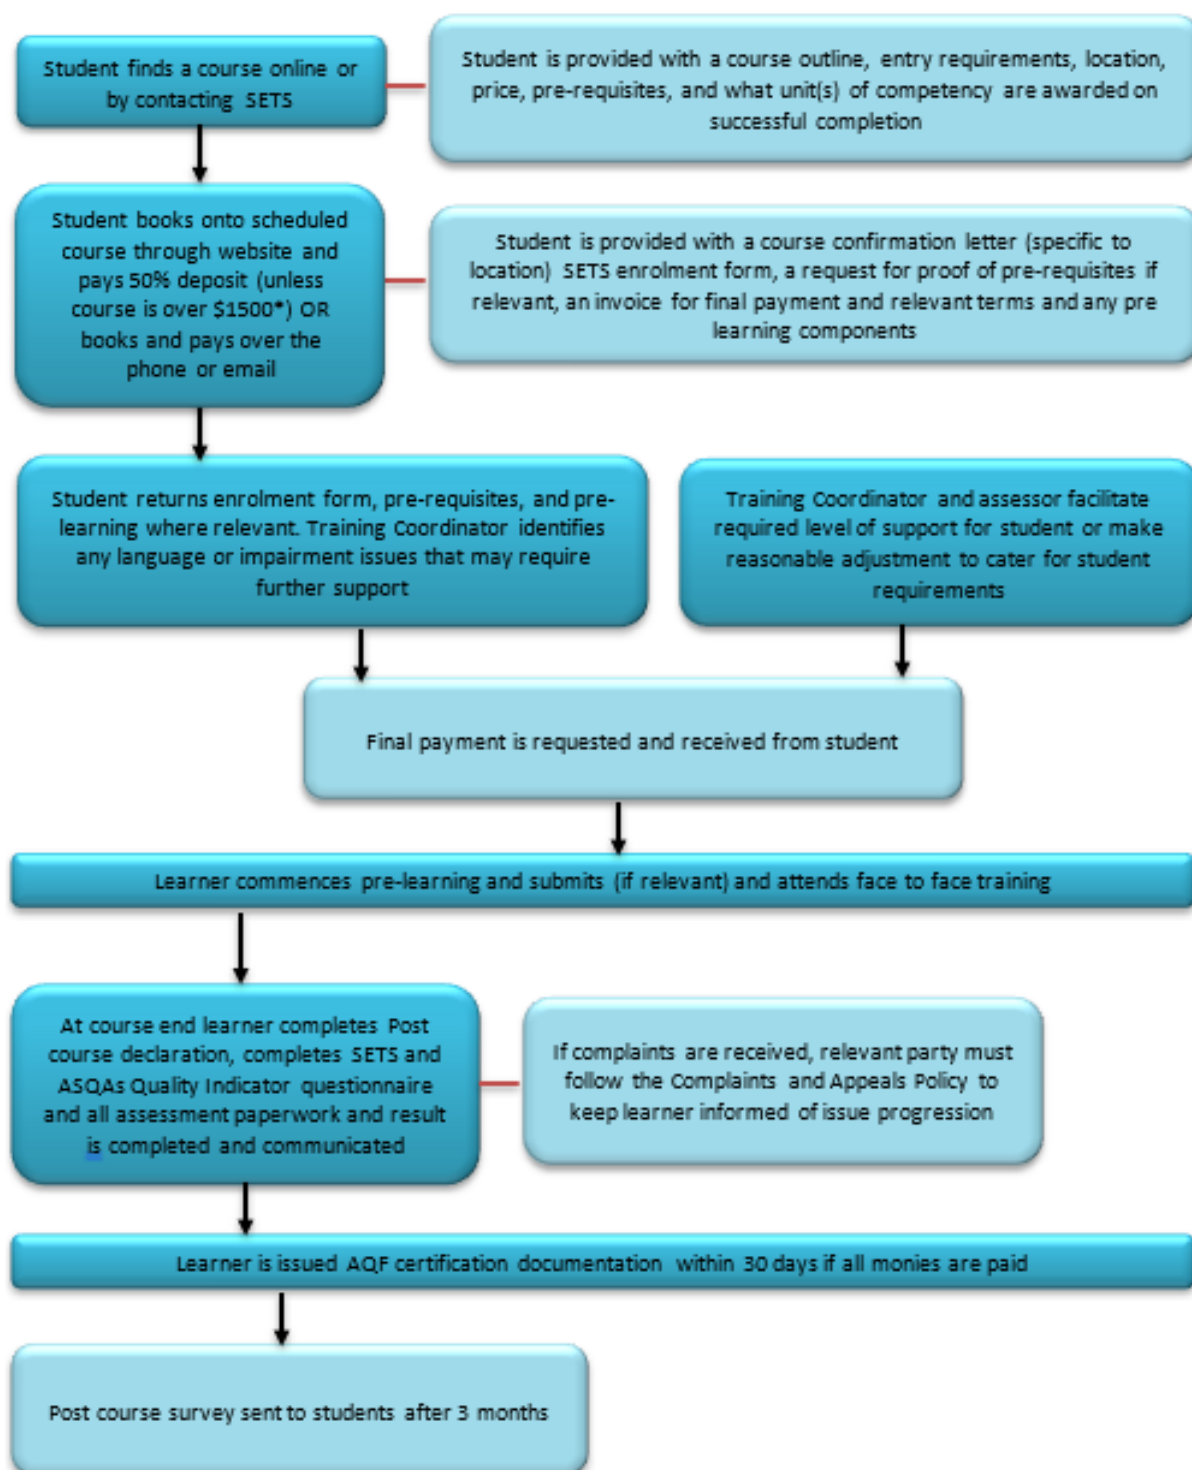 Student finds a course online or
by contacting SETS
Student is provided with a course outline, entry requirements, location,
price, pre-requisites, and what unit(s) of competency are awarded on
successful completion
Student books onto scheduled
course through website and
pays 50% deposit (unless
course is over $1500*) OR
books and pays over the
phone or email
Student is provided with a course confirmation letter (specific to
location) SETS enrolment form, a request for proof of pre-requisites if
relevant, an invoice for final payment and relevant terms and any pre
learning components
Student returns enrolment form, pre-requisites, and pre-
learning where relevant. Training Coordinator identifies
any language or impairment issues that may require
further support
Training Coordinator and assessor facilitate
required level of support for student or make
reasonable adjustment to cater for student
requirements
Final payment is requested and received from student
Learner commences pre-learning and submits (if relevant) and attends face to face training
At course end learner completes Post
course declaration, completes SETS and
ASQAs Quality Indicator questionnaire
and all assessment paperwork and result
is completed and communicated
If complaints are received, relevant party must
follow the Complaints and Appeals Policy to
keep learner informed of issue progression
Learner is issued AQF certification documentation within 30 days if all monies are paid
Post course survey sent to students after 3 months